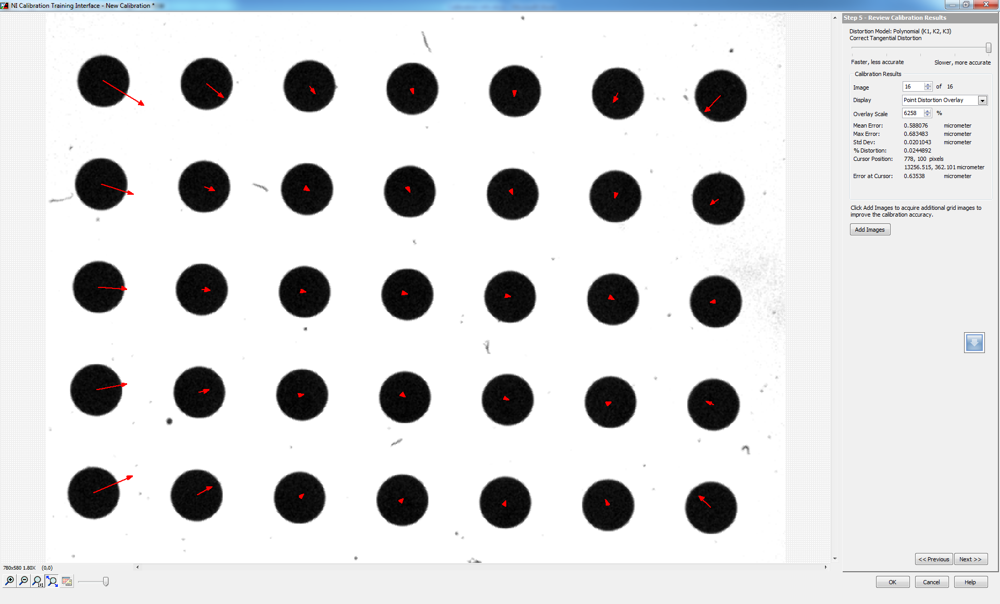 NI Calibration Training Interface - New Calibration *
Step 5 - Review Calibration Results
Distortion Model: Polynomial (K1, K2, K3)
Correct Tangential Distortion
Faster, less accurate
Slower, more accurate
Calibration Results
Image 16 of 16
Display Point Distortion Overlay
Overlay Scale 6258 %
Mean Error: 0.588076 micrometer
Max Error: 0.683483 micrometer
Std Dev: 0.0201043 micrometer
% Distortion: 0.0244892
Cursor Position: 778, 100 pixels
13256.515, 362.101 micrometer
Error at Cursor: 0.63538 micrometer
Click Add Images to acquire additional grid images to
improve the calibration accuracy.
Add Images
<< Previous Next >>
780x580 1.80X (0,0)
1:1
OK Cancel Help